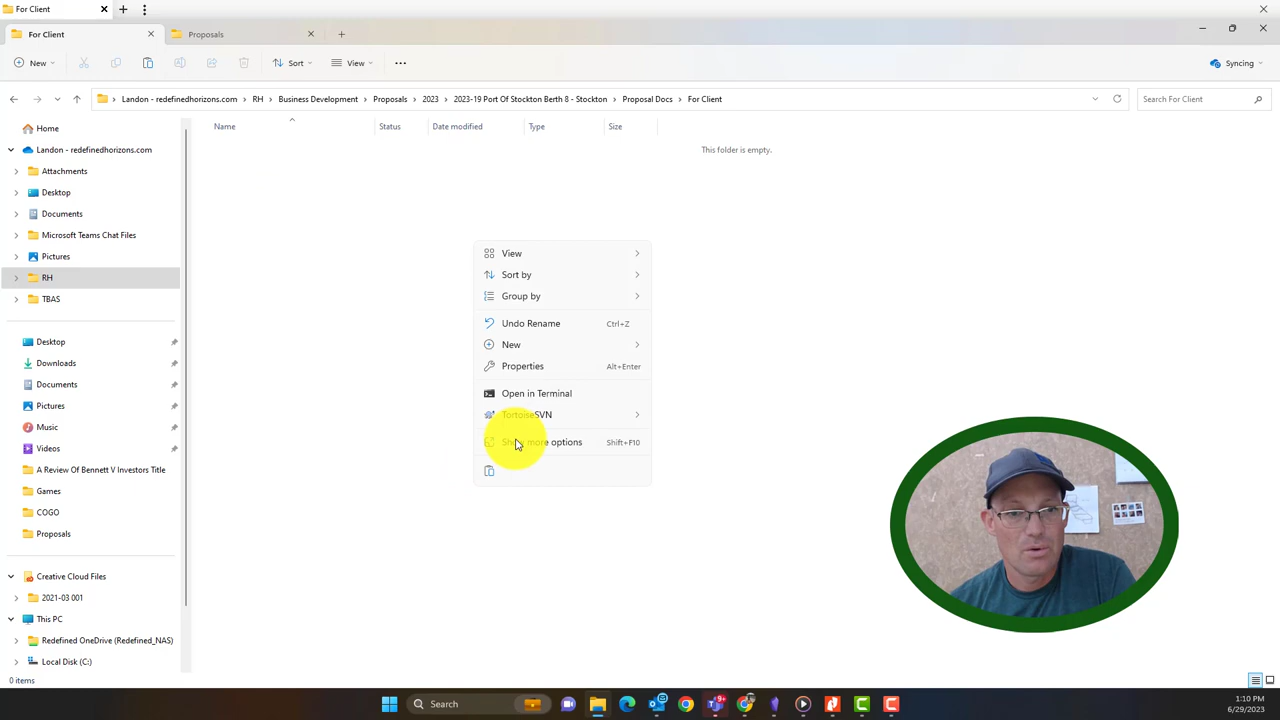 For Client
For Client
Proposals
New
Sort
View
Syncing
Landon - redefinedhorizons.com > RH > Business Development > Proposals > 2023 > 2023-19 Port Of Stockton Berth 8 - Stockton > Proposal Docs > For Client
Search For Client
Name Status Date modified Type Size
This folder is empty.
Home
Landon - redefinedhorizons.com
Attachments
Desktop
Documents
Microsoft Teams Chat Files
Pictures
RH
TBAS
Desktop
Downloads
Documents
Pictures
Music
Videos
A Review Of Bennett V Investors Title
Games
COGO
Proposals
Creative Cloud Files
2021-03 001
This PC
Redefined OneDrive (Redefined_NAS)
Local Disk (C:)
0 items
View
Sort by
Group by
Undo Rename Ctrl+Z
New
Properties Alt+Enter
Open in Terminal
TortoiseSVN
Show more options Shift+F10
Search
9+
1:10 PM
6/29/2023